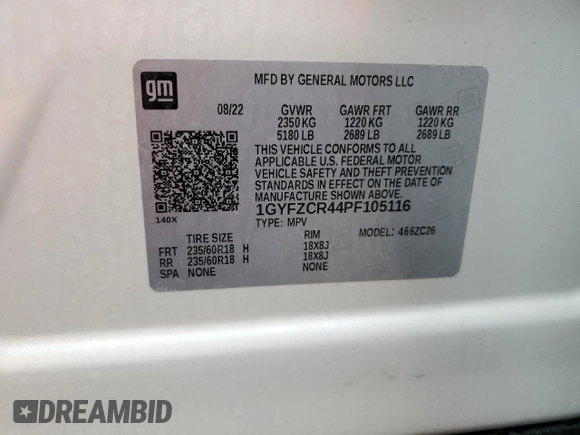 gm
MFD BY GENERAL MOTORS LLC
08/22 GVWR GAWR FRT GAWR RR
2350 KG 1220 KG 1220 KG
5180 LB 2689 LB 2689 LB
THIS VEHICLE CONFORMS TO ALL
APPLICABLE U.S. FEDERAL MOTOR
VEHICLE SAFETY AND THEFT
PREVENTION STANDARDS IN
EFFECT ON THE DATE OF
MANUFACTURE SHOWN ABOVE.
140X
1GYFZCR44PF105116
TYPE: MPV MODEL: 466ZC26
TIRE SIZE RIM
FRT 235/60R18 H 18X8J
RR 235/60R18 H 18X8J
SPA NONE NONE
DREAMBID